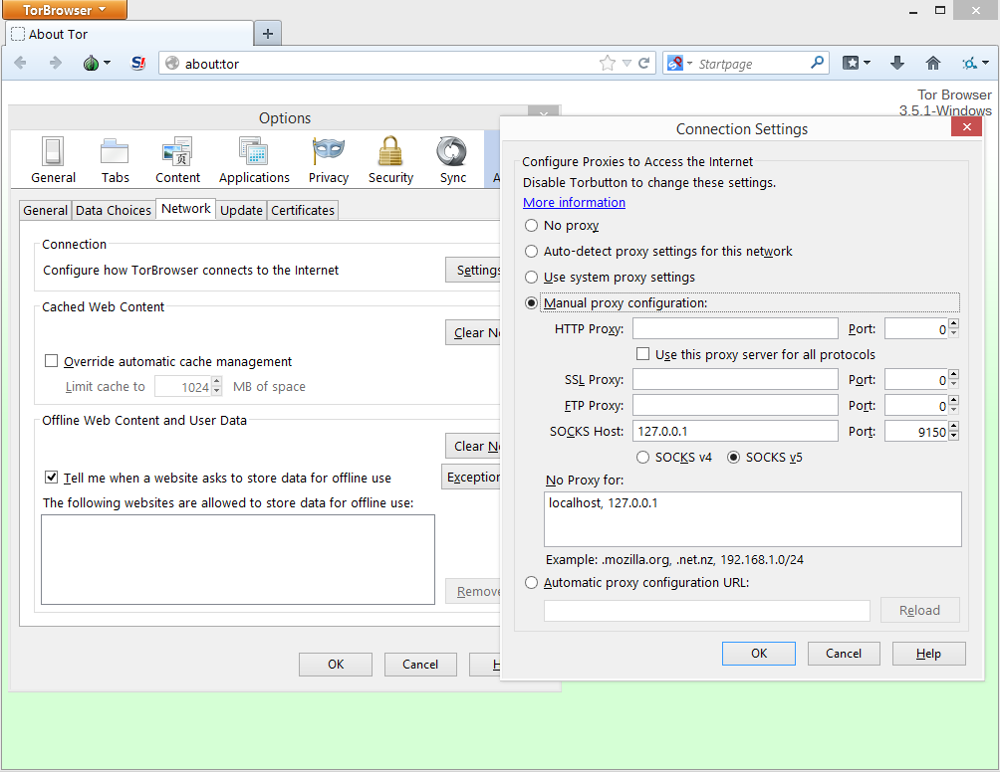 TorBrowser
About Tor
about:tor
Startpage
Tor Browser
3.5.1-Windows
Options
General
Tabs
Content
Applications
Privacy
Security
Sync
General
Data Choices
Network
Update
Certificates
Connection
Configure how TorBrowser connects to the Internet
Settings
Cached Web Content
Clear
Override automatic cache management
Limit cache to 1024 MB of space
Offline Web Content and User Data
Clear
Tell me when a website asks to store data for offline use
The following websites are allowed to store data for offline use:
Remove
OK
Cancel
Connection Settings
Configure Proxies to Access the Internet
Disable Torbutton to change these settings.
More information
No proxy
Auto-detect proxy settings for this network
Use system proxy settings
Manual proxy configuration:
HTTP Proxy: Port: 0
Use this proxy server for all protocols
SSL Proxy: Port: 0
FTP Proxy: Port: 0
SOCKS Host: 127.0.0.1 Port: 9150
SOCKS v4 SOCKS v5
No Proxy for:
localhost, 127.0.0.1
Example: .mozilla.org, .net.nz, 192.168.1.0/24
Automatic proxy configuration URL:
Reload
OK
Cancel
Help